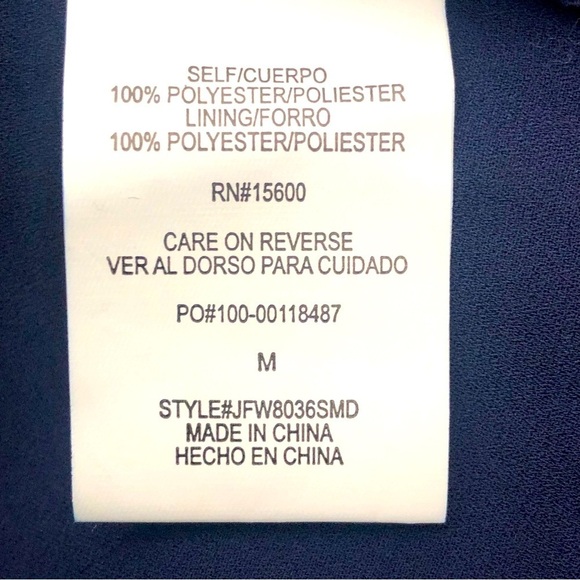 SELF/CUERPO
100% POLYESTER/POLIESTER
LINING/FORRO
100% POLYESTER/POLIESTER
RN#15600
CARE ON REVERSE
VER AL DORSO PARA CUIDADO
PO#100-00118487
M
STYLE#JFW8036SMD
MADE IN CHINA
HECHO EN CHINA